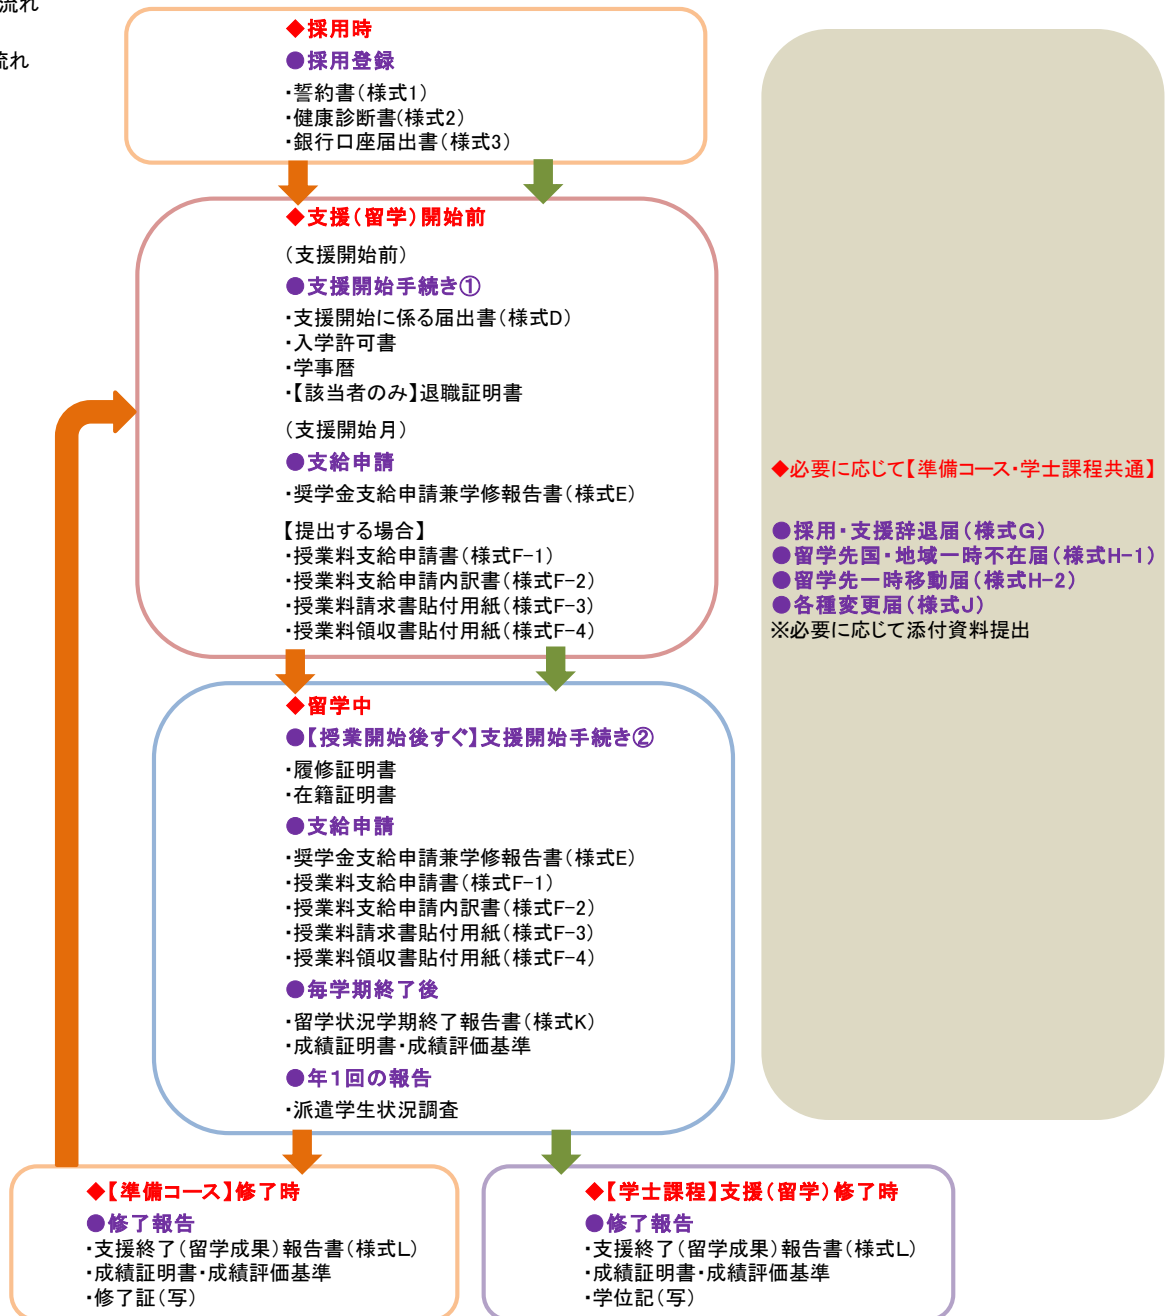 流れ
流れ
◆採用時
●採用登録
・誓約書（様式1）
・健康診断書（様式2）
・銀行口座届出書（様式3）
◆支援（留学）開始前
（支援開始前）
●支援開始手続き①
・支援開始に係る届出書（様式D）
・入学許可書
・学事暦
・【該当者のみ】退職証明書
（支援開始月）
●支給申請
・奨学金支給申請兼学修報告書（様式E）
【提出する場合】
・授業料支給申請書（様式F-1）
・授業料支給申請内訳書（様式F-2）
・授業料請求書貼付用紙（様式F-3）
・授業料領収書貼付用紙（様式F-4）
◆留学中
●【授業開始後すぐ】支援開始手続き②
・履修証明書
・在籍証明書
●支給申請
・奨学金支給申請兼学修報告書（様式E）
・授業料支給申請書（様式F-1）
・授業料支給申請内訳書（様式F-2）
・授業料請求書貼付用紙（様式F-3）
・授業料領収書貼付用紙（様式F-4）
●毎学期終了後
・留学状況学期終了報告書（様式K）
・成績証明書・成績評価基準
●年1回の報告
・派遣学生状況調査
◆【準備コース】修了時
●修了報告
・支援終了（留学成果）報告書（様式L）
・成績証明書・成績評価基準
・修了証（写）
◆【学士課程】支援（留学）修了時
●修了報告
・支援終了（留学成果）報告書（様式L）
・成績証明書・成績評価基準
・学位記（写）
◆必要に応じて【準備コース・学士課程共通】
●採用・支援辞退届（様式G）
●留学先国・地域一時不在届（様式H-1）
●留学先一時移動届（様式H-2）
●各種変更届（様式J）
※必要に応じて添付資料提出